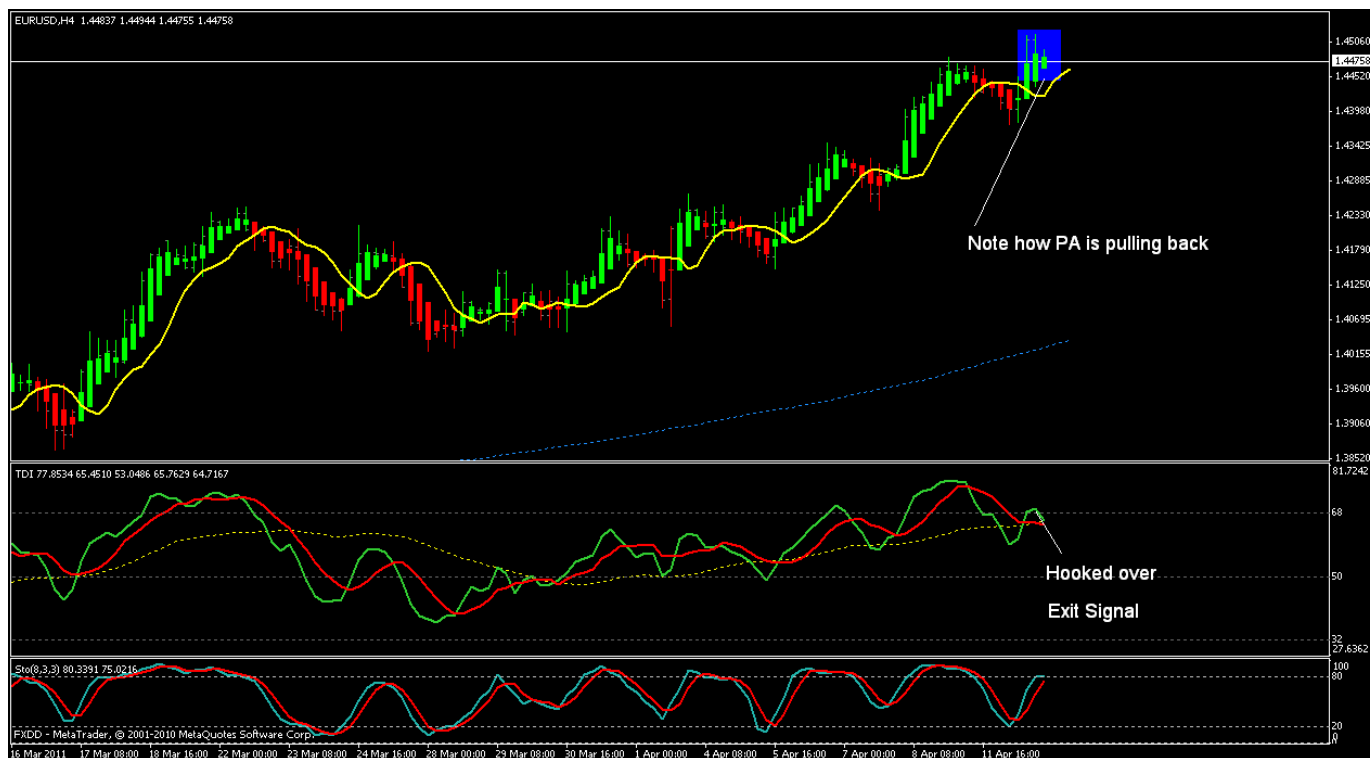 EURUSD,H4 1.44837 1.44944 1.44755 1.44758
1.45060
1.44758
1.44520
1.43980
1.43425
1.42885
1.42330
1.41790
1.41250
1.40695
1.40155
1.39600
1.39060
1.38520
Note how PA is pulling back
TDI 77.8534 65.4510 53.0486 65.7629 64.7167
81.7242
68
50
32
27.6362
Hooked over
Exit Signal
Sto(8,3,3) 80.3391 75.0216
100
80
20
0
FXDD - MetaTrader, © 2001-2010 MetaQuotes Software Corp.
16 Mar 2011 17 Mar 08:00 18 Mar 16:00 22 Mar 00:00 23 Mar 08:00 24 Mar 16:00 28 Mar 00:00 29 Mar 08:00 30 Mar 16:00 1 Apr 00:00 4 Apr 08:00 5 Apr 16:00 7 Apr 00:00 8 Apr 08:00 11 Apr 16:00